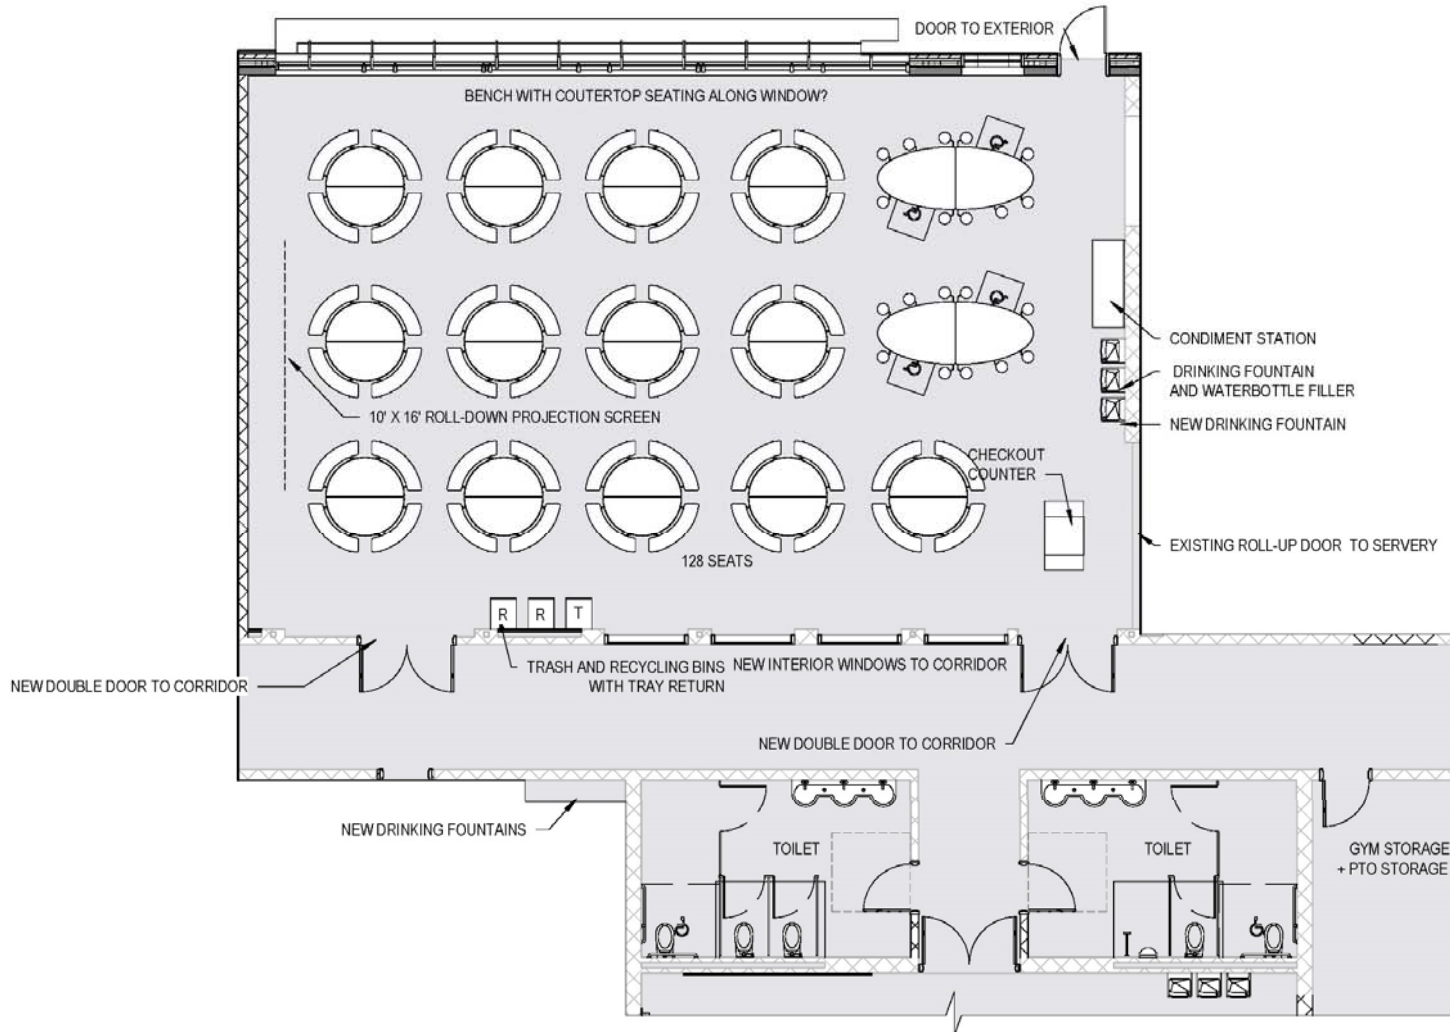 DOOR TO EXTERIOR
BENCH WITH COUTERTOP SEATING ALONG WINDOW?
CONDIMENT STATION
DRINKING FOUNTAIN
AND WATERBOTTLE FILLER
10' X 16' ROLL-DOWN PROJECTION SCREEN
NEW DRINKING FOUNTAIN
CHECKOUT
COUNTER
EXISTING ROLL-UP DOOR TO SERVERY
128 SEATS
R
R
T
TRASH AND RECYCLING BINS
WITH TRAY RETURN
NEW INTERIOR WINDOWS TO CORRIDOR
NEW DOUBLE DOOR TO CORRIDOR
NEW DOUBLE DOOR TO CORRIDOR
NEW DRINKING FOUNTAINS
TOILET
TOILET
GYM STORAGE
+ PTO STORAGE